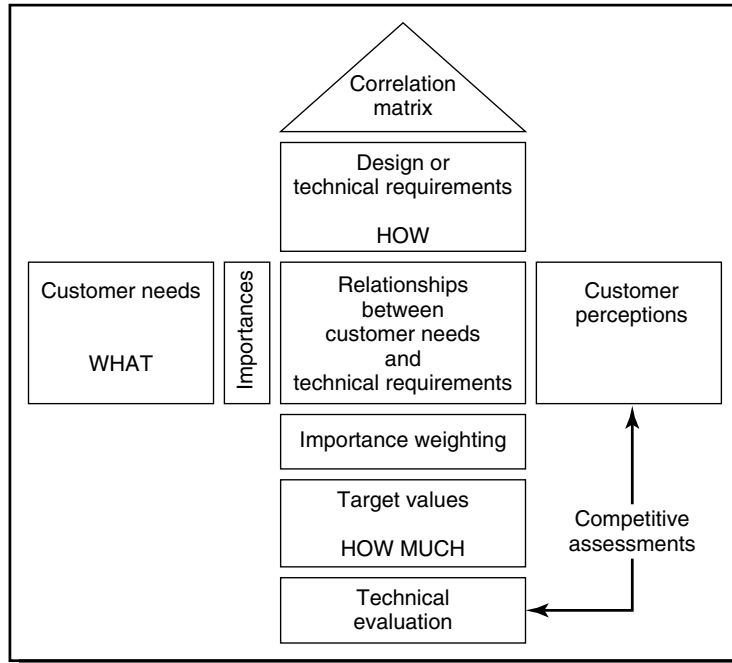 Correlation
matrix
Design or
technical requirements
HOW
Customer needs
WHAT
Importances
Relationships
between
customer needs
and
technical requirements
Customer
perceptions
Importance weighting
Target values
HOW MUCH
Competitive
assessments
Technical
evaluation